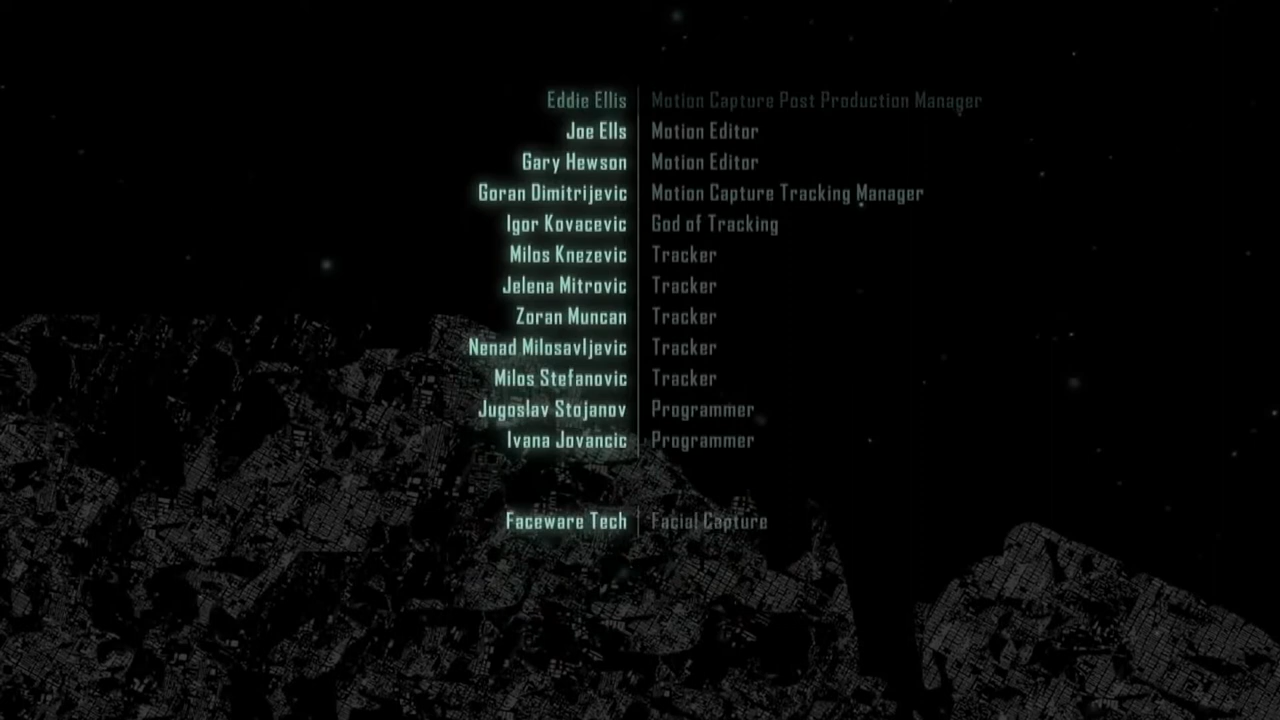 Eddie Ellis Motion Capture Post Production Manager
Joe Ells Motion Editor
Gary Hewson Motion Editor
Goran Dimitrijevic Motion Capture Tracking Manager
Igor Kovacevic God of Tracking
Milos Knezevic Tracker
Jelena Mitrovic Tracker
Zoran Muncan Tracker
Nenad Milosavljevic Tracker
Milos Stefanovic Tracker
Jugoslav Stojanov Programmer
Ivana Jovancic Programmer
Faceware Tech Facial Capture